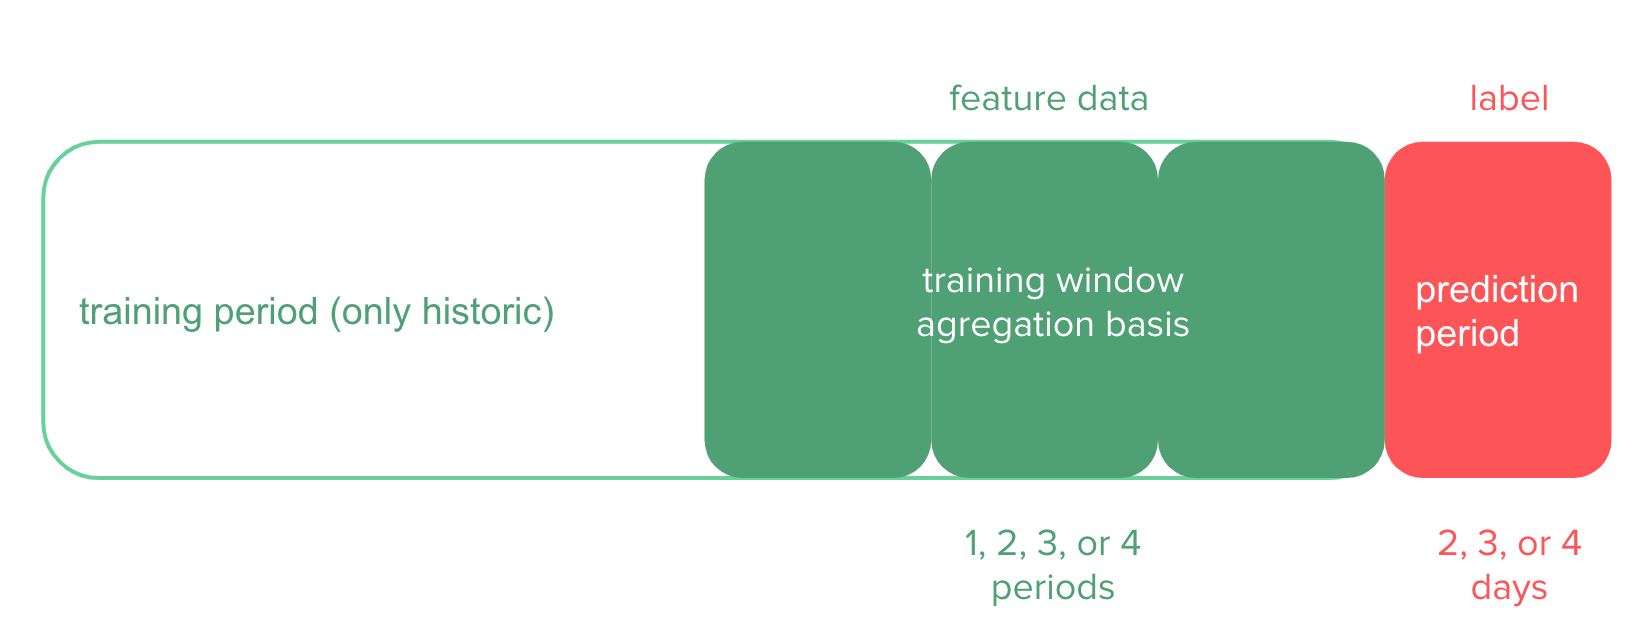 feature data
label
training period (only historic)
training window
agregation basis
prediction
period
1, 2, 3, or 4
periods
2, 3, or 4
days